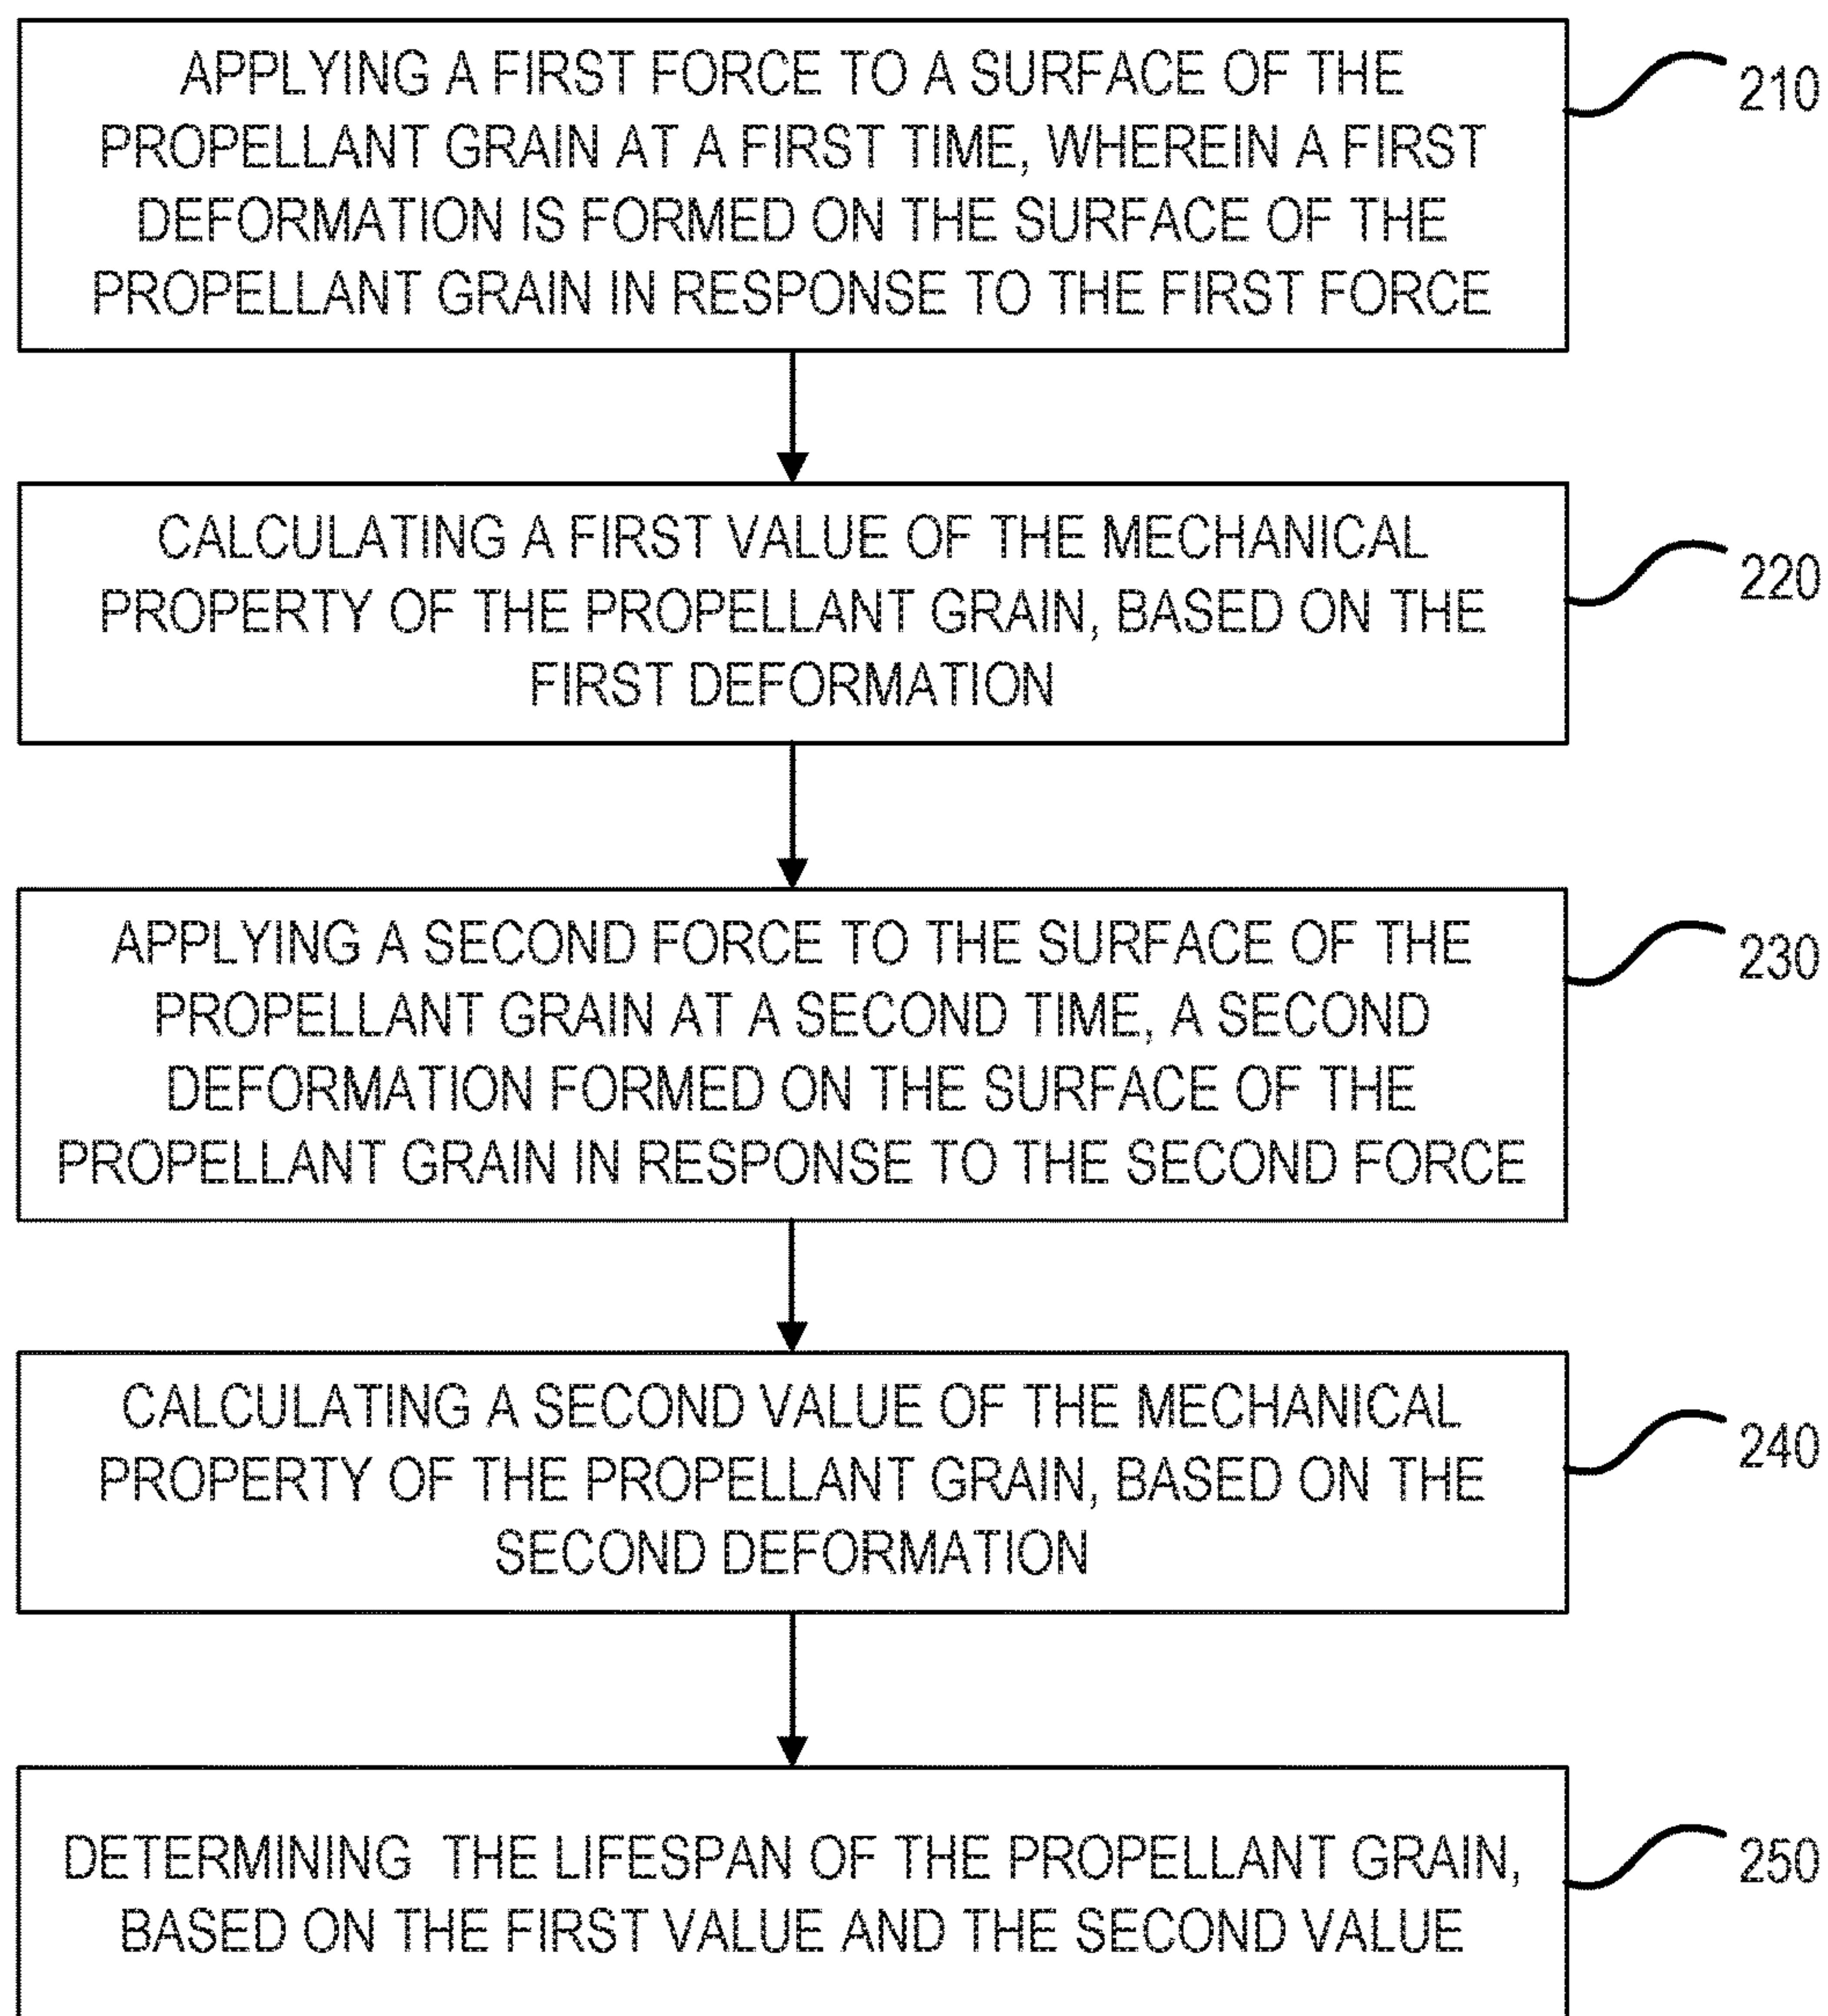 APPLYING A FIRST FORCE TO A SURFACE OF THE
PROPELLANT GRAIN AT A FIRST TIME, WHEREIN A FIRST
DEFORMATION IS FORMED ON THE SURFACE OF THE
PROPELLANT GRAIN IN RESPONSE TO THE FIRST FORCE
210
CALCULATING A FIRST VALUE OF THE MECHANICAL
PROPERTY OF THE PROPELLANT GRAIN, BASED ON THE
FIRST DEFORMATION
220
APPLYING A SECOND FORCE TO THE SURFACE OF THE
PROPELLANT GRAIN AT A SECOND TIME, A SECOND
DEFORMATION FORMED ON THE SURFACE OF THE
PROPELLANT GRAIN IN RESPONSE TO THE SECOND FORCE
230
CALCULATING A SECOND VALUE OF THE MECHANICAL
PROPERTY OF THE PROPELLANT GRAIN, BASED ON THE
SECOND DEFORMATION
240
DETERMINING THE LIFESPAN OF THE PROPELLANT GRAIN,
BASED ON THE FIRST VALUE AND THE SECOND VALUE
250